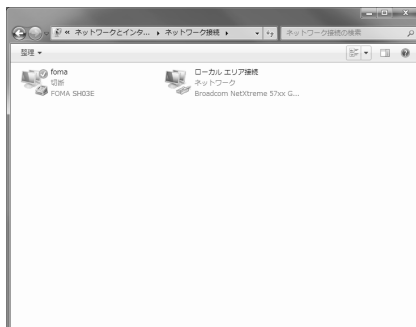 « ネットワークとインタ... ▸ ネットワーク接続 ▸
ネットワーク接続の検索
整理 ▾
foma
切断
FOMA SH03E
ローカル エリア接続
ネットワーク
Broadcom NetXtreme 57xx G...